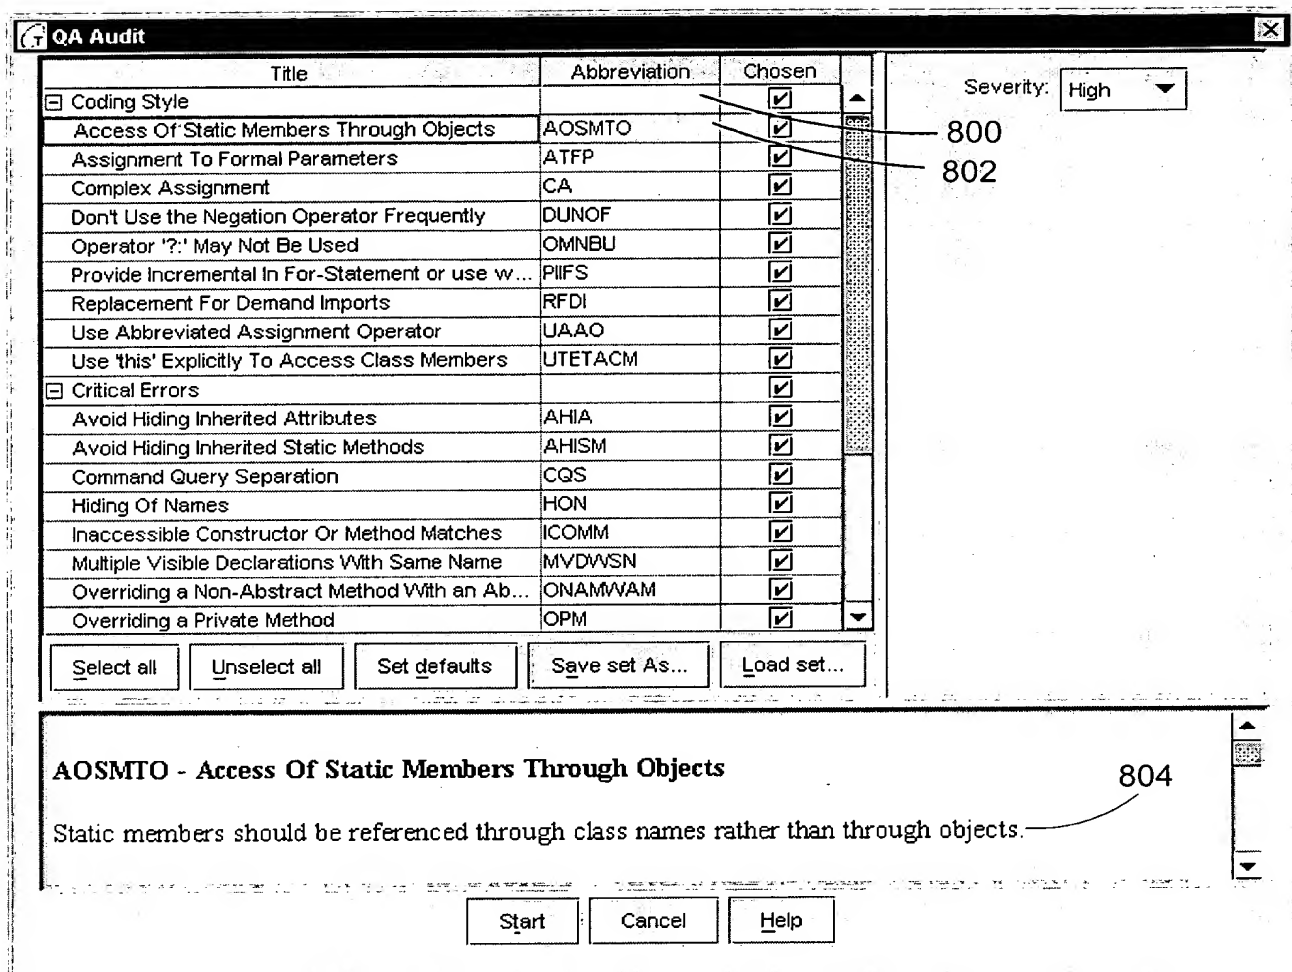 QA Audit
Title Abbreviation Chosen
Coding Style
Access Of Static Members Through Objects AOSMTO
Assignment To Formal Parameters ATFP
Complex Assignment CA
Don't Use the Negation Operator Frequently DUNOF
Operator '?:' May Not Be Used OMNBU
Provide Incremental In For-Statement or use w... PIIFS
Replacement For Demand Imports RFDI
Use Abbreviated Assignment Operator UAAO
Use 'this' Explicitly To Access Class Members UTETACM
Critical Errors
Avoid Hiding Inherited Attributes AHIA
Avoid Hiding Inherited Static Methods AHISM
Command Query Separation CQS
Hiding Of Names HON
Inaccessible Constructor Or Method Matches ICOMM
Multiple Visible Declarations With Same Name MVDWSN
Overriding a Non-Abstract Method With an Ab... ONAMWAM
Overriding a Private Method OPM
Select all Unselect all Set defaults Save set As... Load set...
Severity: High
800
802
AOSMTO - Access Of Static Members Through Objects
804
Static members should be referenced through class names rather than through objects.
Start Cancel Help